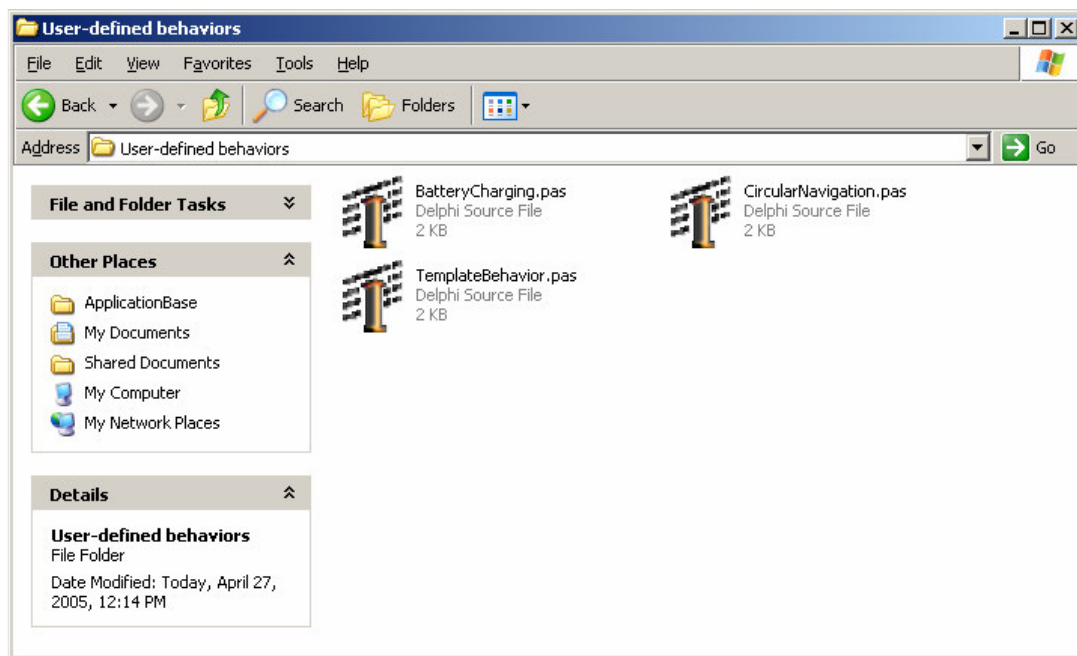 User-defined behaviors
File Edit View Favorites Tools Help
Back Search Folders
Address User-defined behaviors Go
File and Folder Tasks
Other Places
ApplicationBase
My Documents
Shared Documents
My Computer
My Network Places
Details
User-defined behaviors
File Folder
Date Modified: Today, April 27,
2005, 12:14 PM
BatteryCharging.pas
Delphi Source File
2 KB
CircularNavigation.pas
Delphi Source File
2 KB
TemplateBehavior.pas
Delphi Source File
2 KB